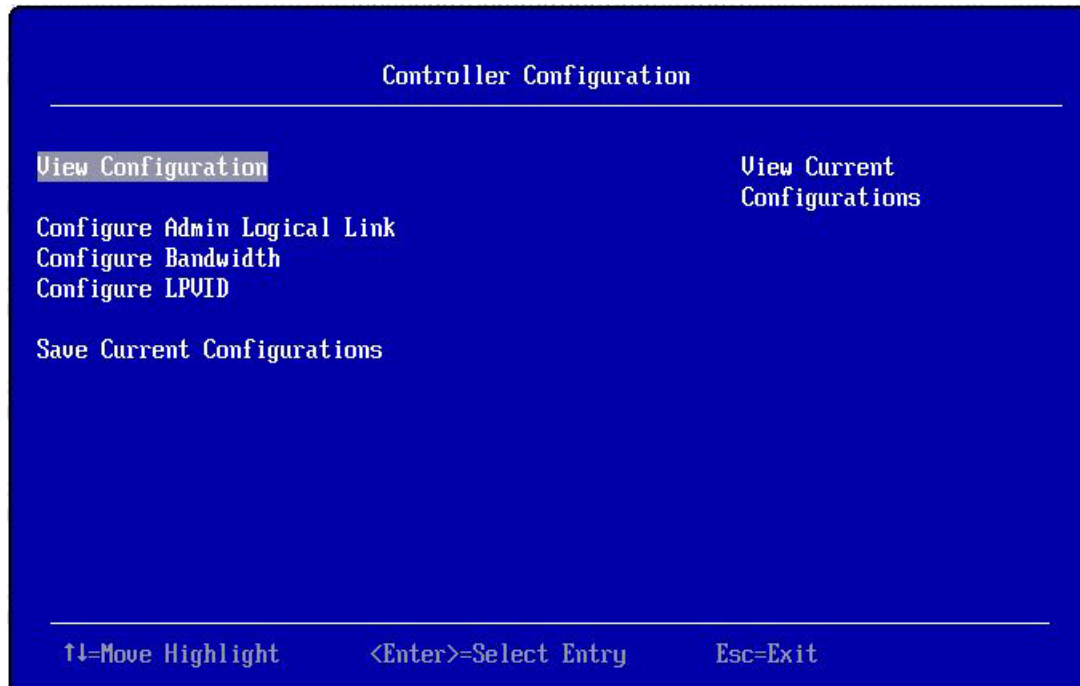 Controller Configuration
View Configuration
View Current
Configurations
Configure Admin Logical Link
Configure Bandwidth
Configure LPVID
Save Current Configurations
↑↓=Move Highlight <Enter>=Select Entry Esc=Exit